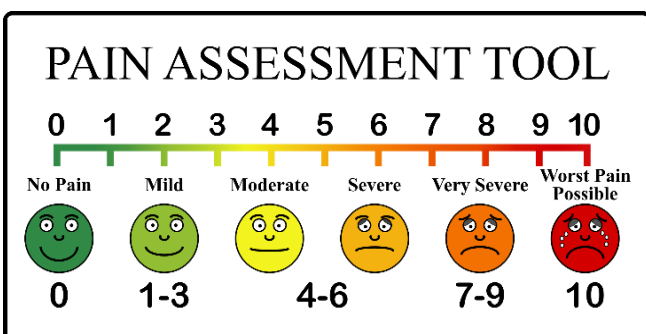 PAIN ASSESSMENT TOOL
0 1 2 3 4 5 6 7 8 9 10
No Pain Mild Moderate Severe Very Severe Worst Pain
Possible
0 1-3 4-6 7-9 10